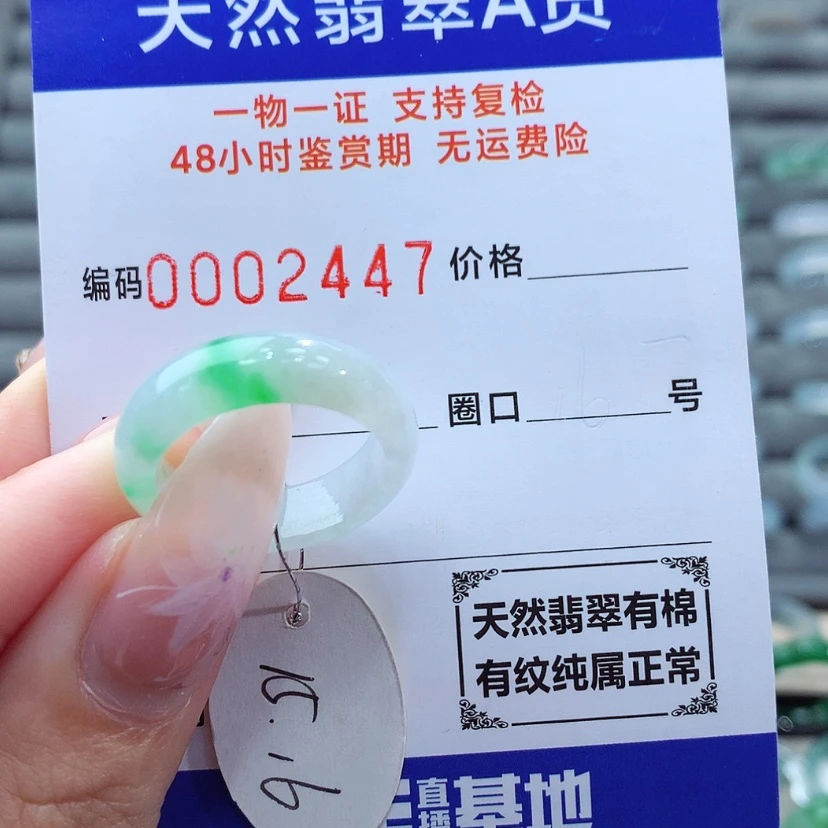 天然翡翠A货
一物一证 支持复检
48小时鉴赏期 无运费险
编码0002447 价格
圈口 号
天然翡翠有棉
有纹纯属正常
直播基地